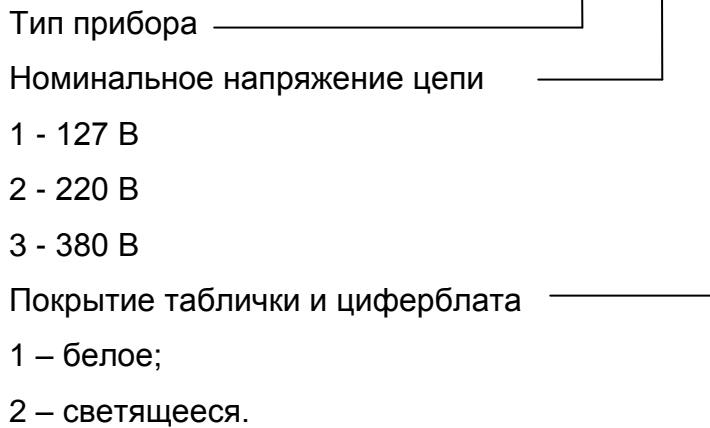 Тип прибора
Номинальное напряжение цепи
1 - 127 В
2 - 220 В
3 - 380 В
Покрытие таблички и циферблата
1 – белое;
2 – светящееся.